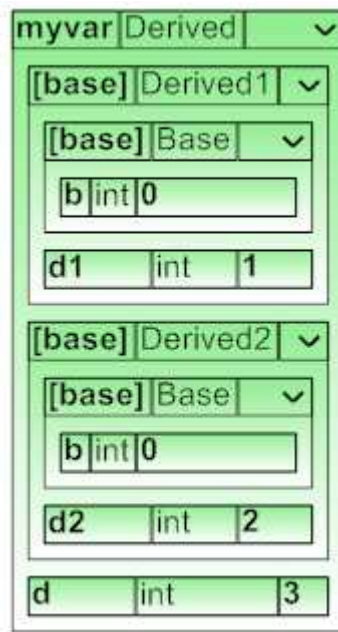 myvar Derived
[base] Derived1
[base] Base
b int 0
d1 int 1
[base] Derived2
[base] Base
b int 0
d2 int 2
d int 3